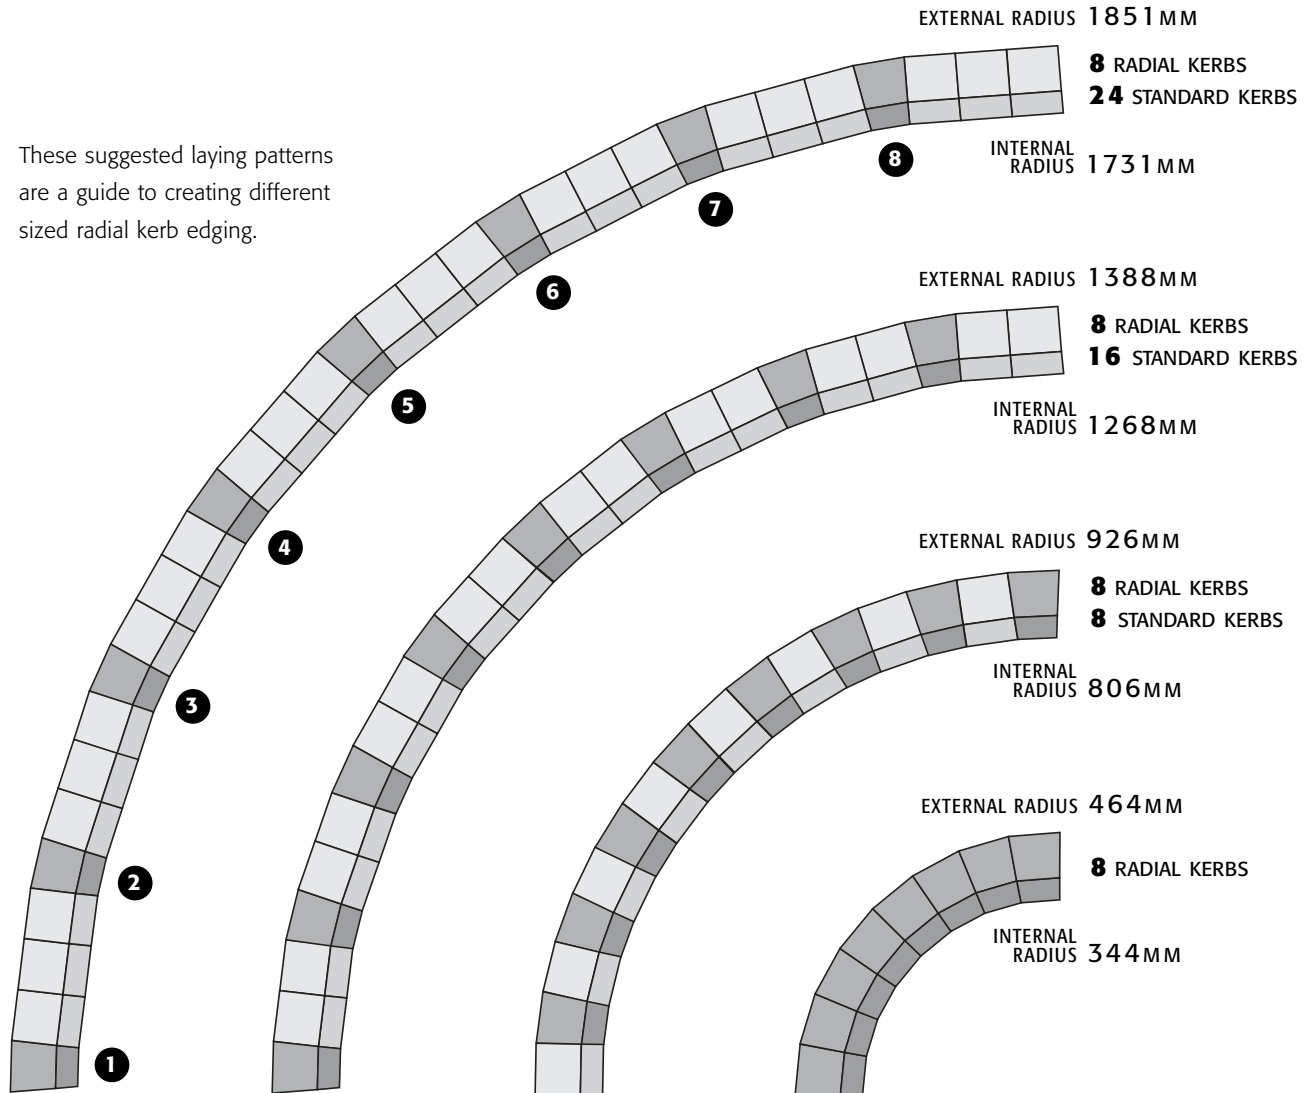 EXTERNAL RADIUS 1851MM
8 RADIAL KERBS
24 STANDARD KERBS
INTERNAL
RADIUS 1731MM
These suggested laying patterns
are a guide to creating different
sized radial kerb edging.
8
7
6
5
4
3
2
1
EXTERNAL RADIUS 1388MM
8 RADIAL KERBS
16 STANDARD KERBS
INTERNAL
RADIUS 1268MM
EXTERNAL RADIUS 926MM
8 RADIAL KERBS
8 STANDARD KERBS
INTERNAL
RADIUS 806MM
EXTERNAL RADIUS 464MM
8 RADIAL KERBS
INTERNAL
RADIUS 344MM